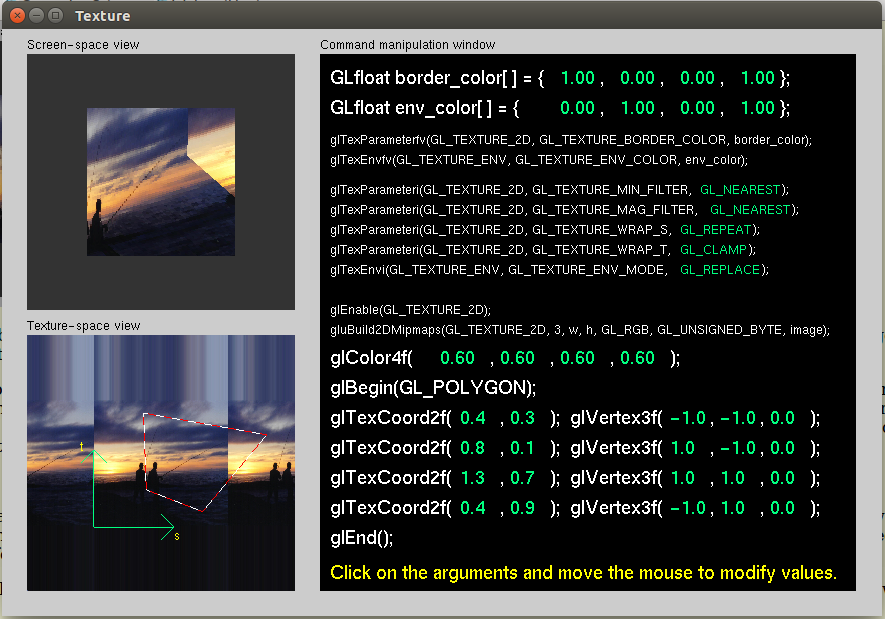 Texture
Screen-space view
Command manipulation window
GLfloat border_color[ ] = { 1.00 , 0.00 , 0.00 , 1.00 };
GLfloat env_color[ ] = { 0.00 , 1.00 , 0.00 , 1.00 };
glTexParameterfv(GL_TEXTURE_2D, GL_TEXTURE_BORDER_COLOR, border_color);
glTexEnvfv(GL_TEXTURE_ENV, GL_TEXTURE_ENV_COLOR, env_color);
glTexParameteri(GL_TEXTURE_2D, GL_TEXTURE_MIN_FILTER, GL_NEAREST);
glTexParameteri(GL_TEXTURE_2D, GL_TEXTURE_MAG_FILTER, GL_NEAREST);
glTexParameteri(GL_TEXTURE_2D, GL_TEXTURE_WRAP_S, GL_REPEAT);
glTexParameteri(GL_TEXTURE_2D, GL_TEXTURE_WRAP_T, GL_CLAMP);
glTexEnvi(GL_TEXTURE_ENV, GL_TEXTURE_ENV_MODE, GL_REPLACE);
glEnable(GL_TEXTURE_2D);
gluBuild2DMipmaps(GL_TEXTURE_2D, 3, w, h, GL_RGB, GL_UNSIGNED_BYTE, image);
glColor4f( 0.60 , 0.60 , 0.60 , 0.60 );
glBegin(GL_POLYGON);
glTexCoord2f( 0.4 , 0.3 ); glVertex3f( -1.0 , -1.0 , 0.0 );
glTexCoord2f( 0.8 , 0.1 ); glVertex3f( 1.0 , -1.0 , 0.0 );
glTexCoord2f( 1.3 , 0.7 ); glVertex3f( 1.0 , 1.0 , 0.0 );
glTexCoord2f( 0.4 , 0.9 ); glVertex3f( -1.0 , 1.0 , 0.0 );
glEnd();
Click on the arguments and move the mouse to modify values.
Texture-space view
t
s